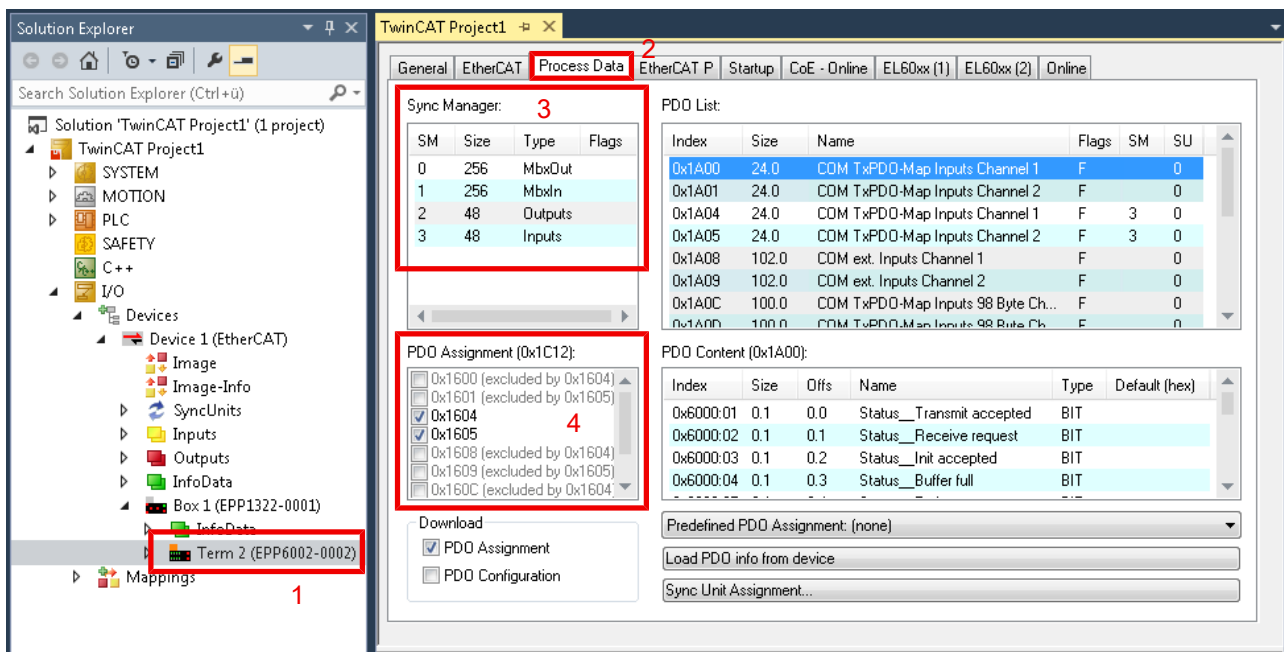 Solution Explorer
Search Solution Explorer (Ctrl+ü)
Solution 'TwinCAT Project1' (1 project)
TwinCAT Project1
SYSTEM
MOTION
PLC
SAFETY
C++
I/O
Devices
Device 1 (EtherCAT)
Image
Image-Info
SyncUnits
Inputs
Outputs
InfoData
Box 1 (EPP1322-0001)
InfoData
Term 2 (EPP6002-0002)
Mappings
1
TwinCAT Project1
2
General EtherCAT Process Data EtherCAT P Startup CoE - Online EL60xx (1) EL60xx (2) Online
Sync Manager:
3
SM Size Type Flags
0 256 MbxOut
1 256 MbxIn
2 48 Outputs
3 48 Inputs
PDO List:
Index Size Name Flags SM SU
0x1A00 24.0 COM TxPDO-Map Inputs Channel 1 F 0
0x1A01 24.0 COM TxPDO-Map Inputs Channel 2 F 0
0x1A04 24.0 COM TxPDO-Map Inputs Channel 1 F 3 0
0x1A05 24.0 COM TxPDO-Map Inputs Channel 2 F 3 0
0x1A08 102.0 COM ext. Inputs Channel 1 F 0
0x1A09 102.0 COM ext. Inputs Channel 2 F 0
0x1A0C 100.0 COM TxPDO-Map Inputs 98 Byte Ch... F 0
0x1A0D 100.0 COM TxPDO-Map Inputs 98 Byte Ch... F 0
PDO Assignment (0x1C12):
0x1600 (excluded by 0x1604)
0x1601 (excluded by 0x1605)
0x1604
0x1605
0x1608 (excluded by 0x1604)
0x1609 (excluded by 0x1605)
0x160C (excluded by 0x1604)
4
PDO Content (0x1A00):
Index Size Offs Name Type Default (hex)
0x6000:01 0.1 0.0 Status__Transmit accepted BIT
0x6000:02 0.1 0.1 Status__Receive request BIT
0x6000:03 0.1 0.2 Status__Init accepted BIT
0x6000:04 0.1 0.3 Status__Buffer full BIT
Download
PDO Assignment
PDO Configuration
Predefined PDO Assignment: (none)
Load PDO info from device
Sync Unit Assignment...